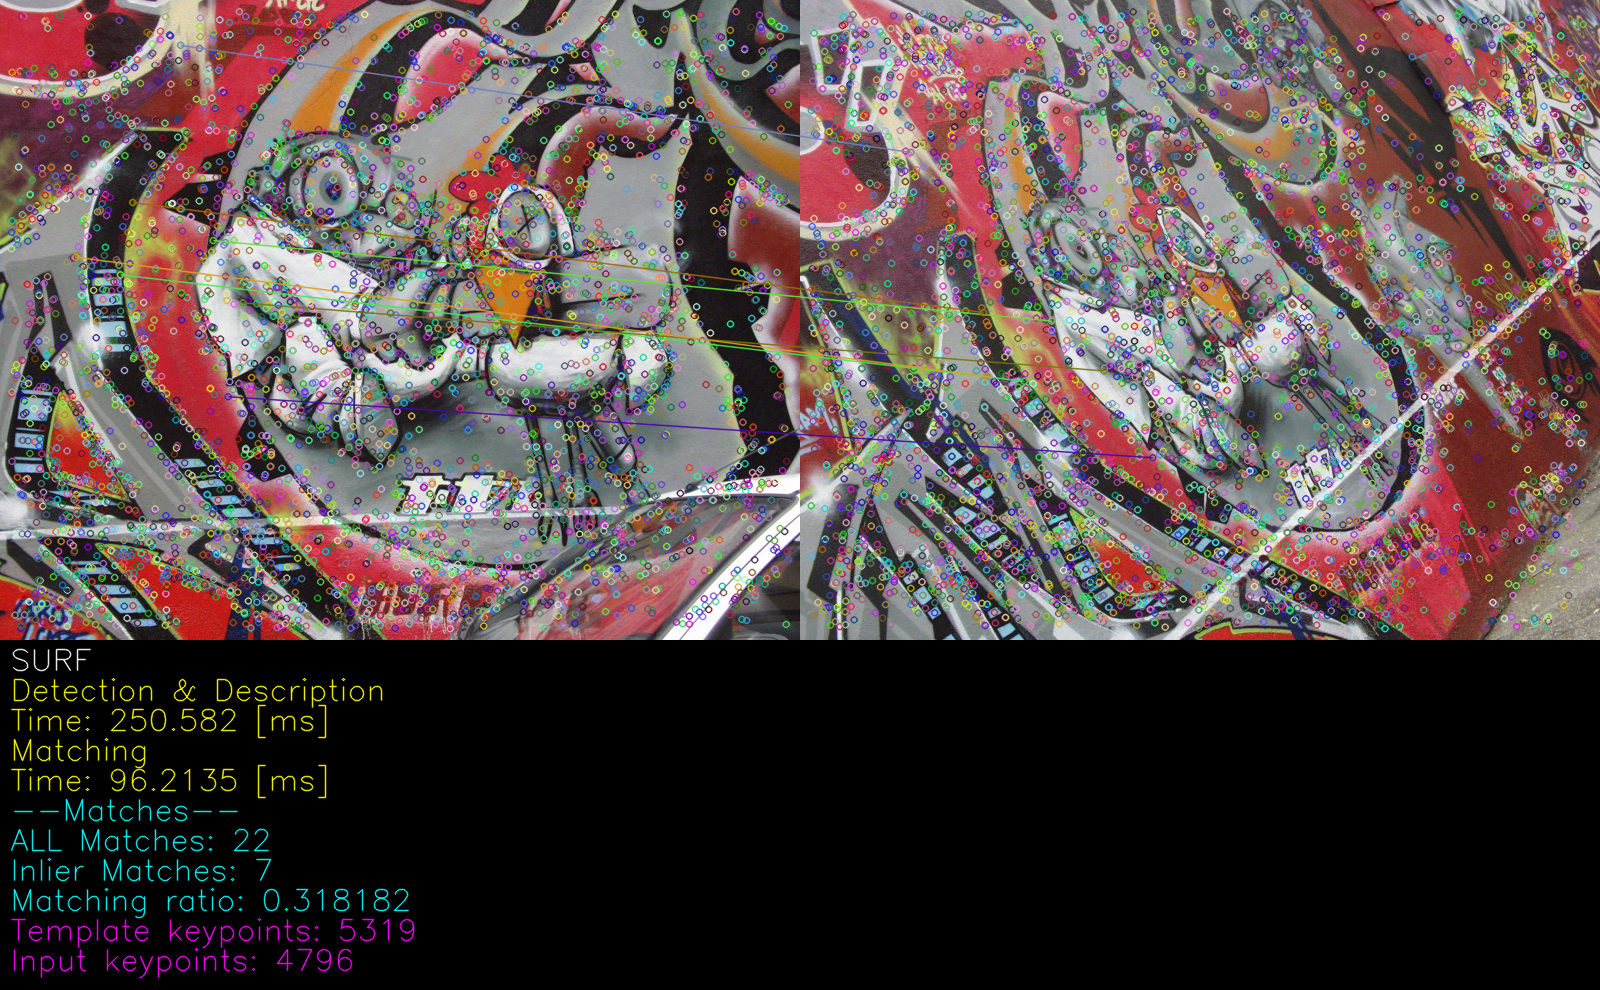 SURF
Detection & Description
Time: 250.582 [ms]
Matching
Time: 96.2135 [ms]
--Matches--
ALL Matches: 22
Inlier Matches: 7
Matching ratio: 0.318182
Template keypoints: 5319
Input keypoints: 4796